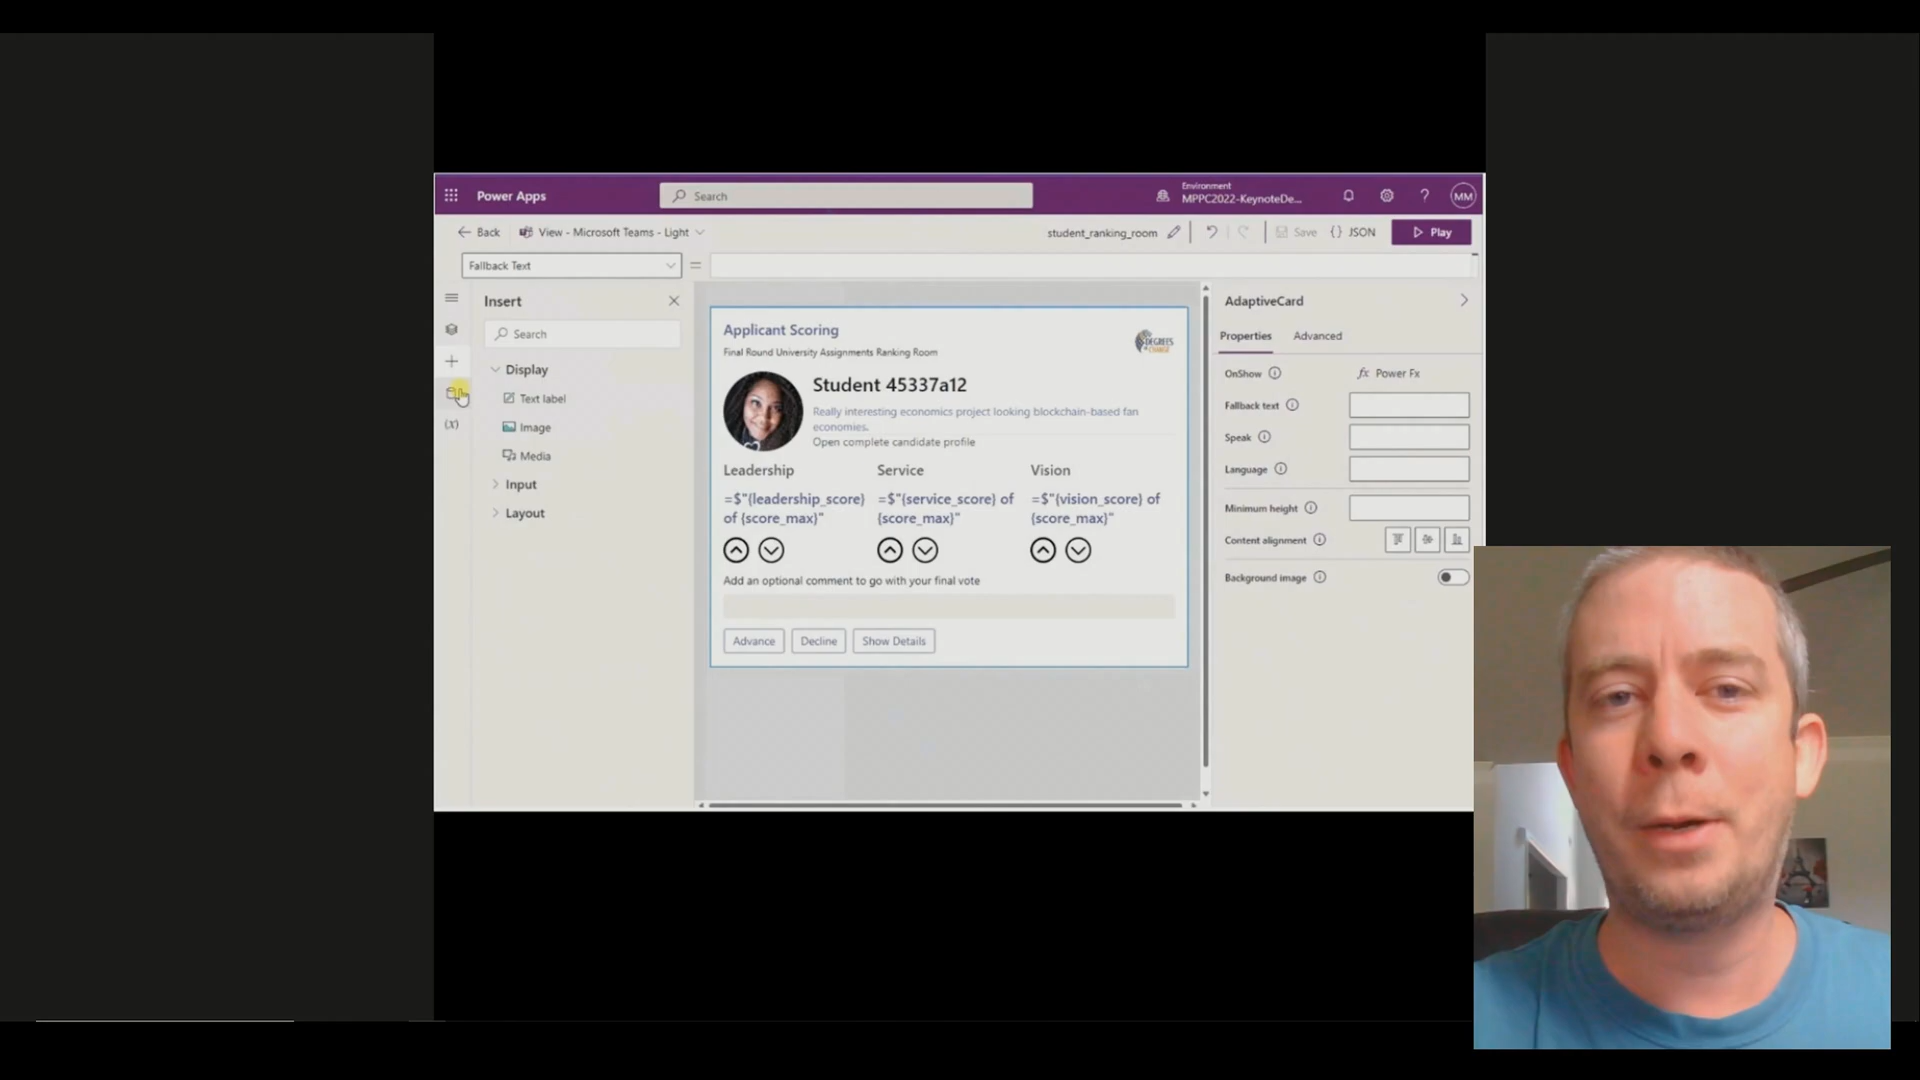 Power Apps
Search
Environment
MPPC2022-KeynoteDe...
?
MM
Back
View - Microsoft Teams - Light
student_ranking_room
Save
{} JSON
Play
Fallback Text
=
Insert
Search
Display
Text label
Image
Media
Input
Layout
(x)
Applicant Scoring
Final Round University Assignments Ranking Room
DEGREES
CHANGE
Student 45337a12
Really interesting economics project looking blockchain-based fan
economies.
Open complete candidate profile
Leadership
Service
Vision
=$"{leadership_score}
of {score_max}"
=$"{service_score} of
{score_max}"
=$"{vision_score} of
{score_max}"
Add an optional comment to go with your final vote
Advance
Decline
Show Details
AdaptiveCard
Properties
Advanced
OnShow
fx Power Fx
Fallback text
Speak
Language
Minimum height
Content alignment
Background image